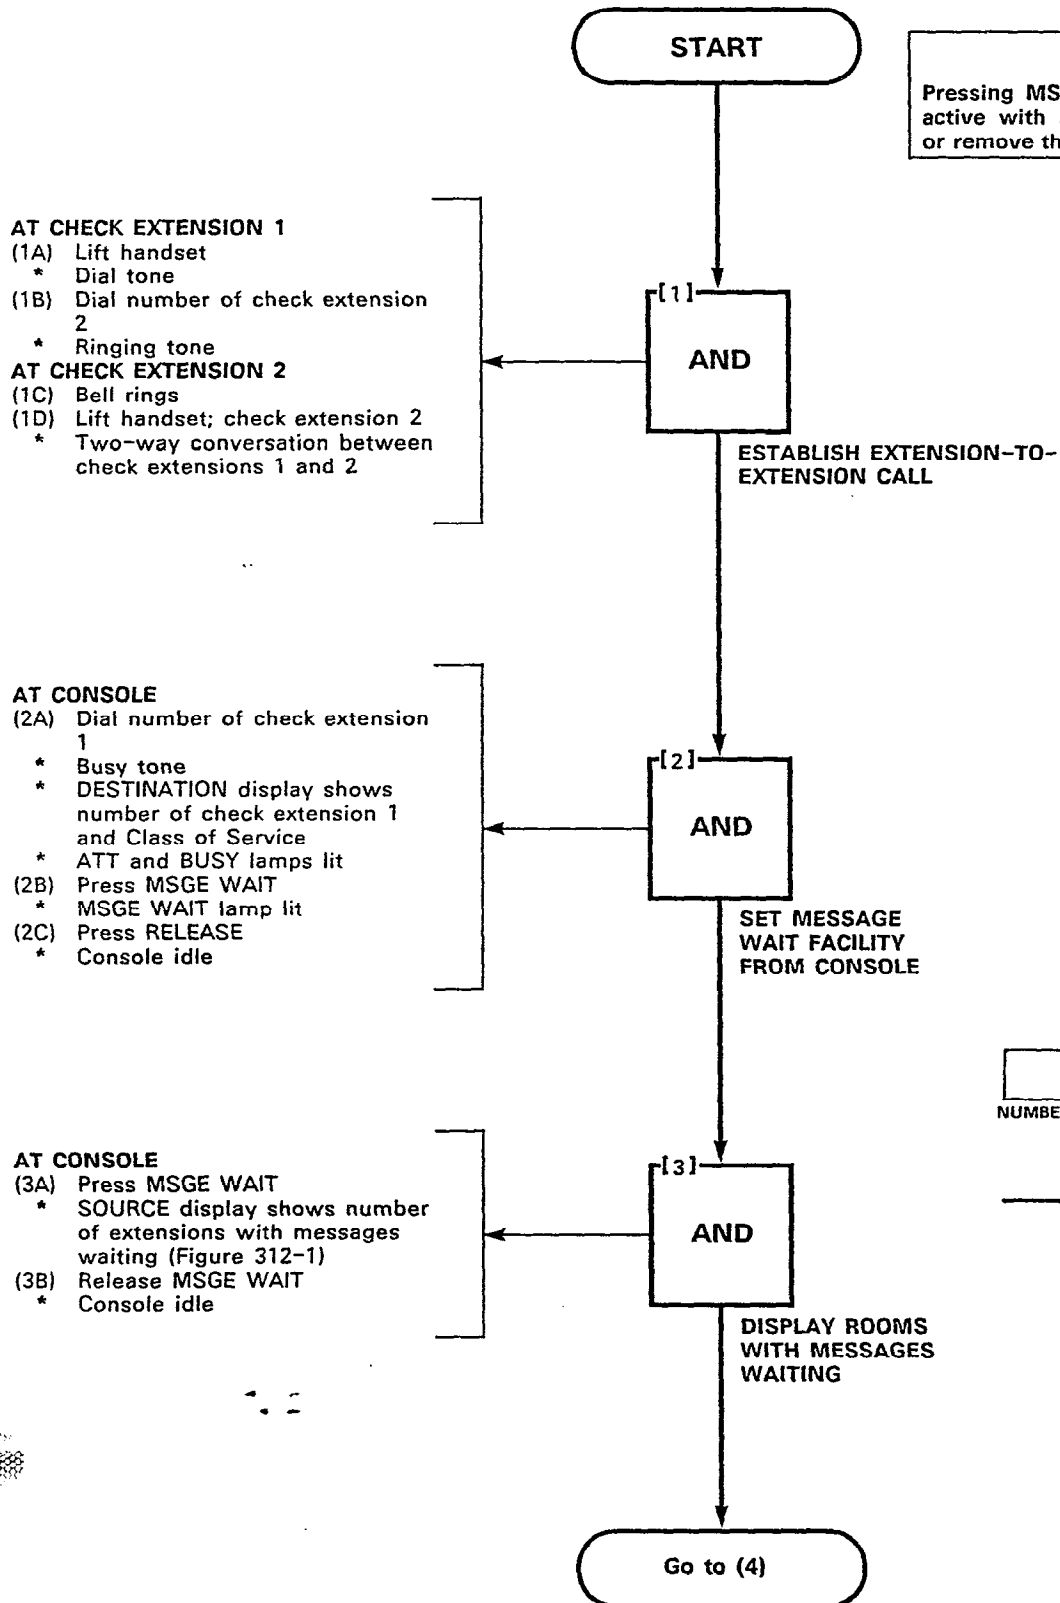 START
Pressing MS
active with
or remove th
AT CHECK EXTENSION 1
(1A) Lift handset
* Dial tone
(1B) Dial number of check extension
2
* Ringing tone
AT CHECK EXTENSION 2
(1C) Bell rings
(1D) Lift handset; check extension 2
* Two-way conversation between
check extensions 1 and 2
[1]
AND
ESTABLISH EXTENSION-TO-
EXTENSION CALL
AT CONSOLE
(2A) Dial number of check extension
1
* Busy tone
* DESTINATION display shows
number of check extension 1
and Class of Service
* ATT and BUSY lamps lit
(2B) Press MSGE WAIT
* MSGE WAIT lamp lit
(2C) Press RELEASE
* Console idle
[2]
AND
SET MESSAGE
WAIT FACILITY
FROM CONSOLE
NUMBE
AT CONSOLE
(3A) Press MSGE WAIT
* SOURCE display shows number
of extensions with messages
waiting (Figure 312-1)
(3B) Release MSGE WAIT
* Console idle
[3]
AND
DISPLAY ROOMS
WITH MESSAGES
WAITING
Go to (4)